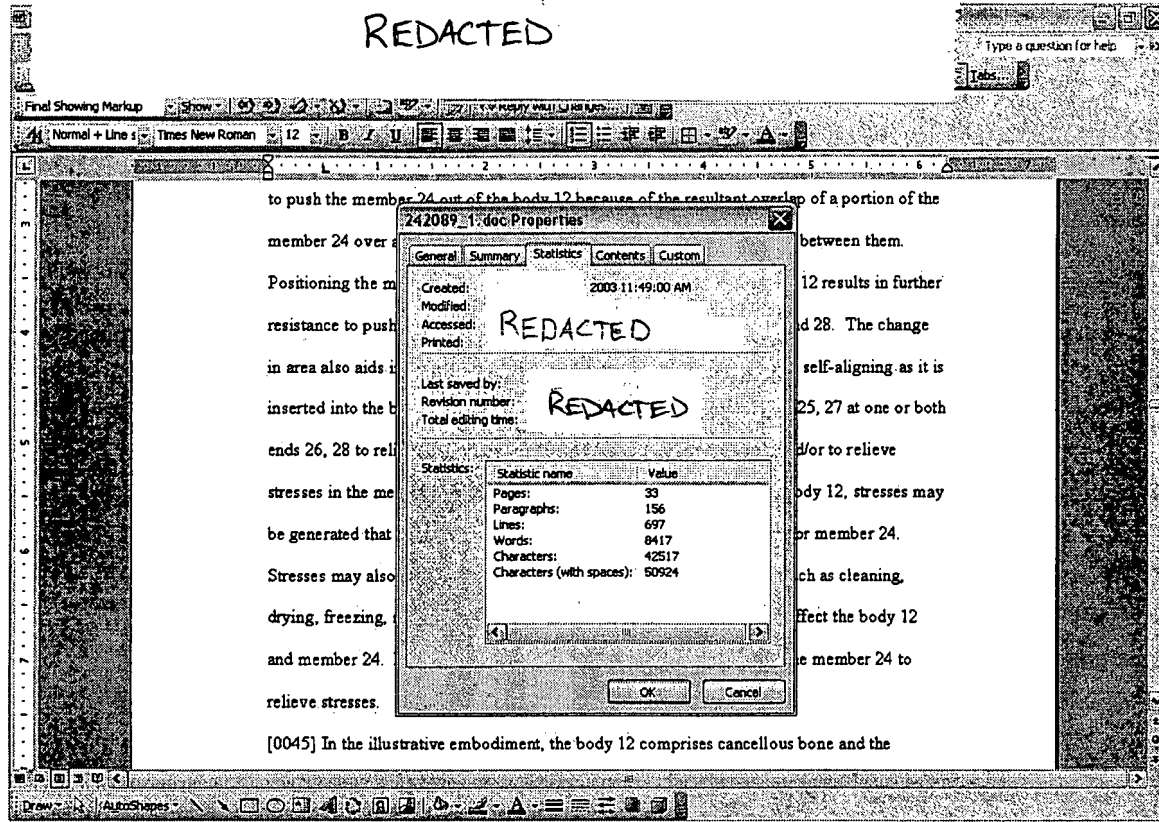 REDACTED
Type a question for help
Tabs...
Final Showing Markup Show
Normal + Line s Times New Roman 12 B I U
1 2 3 4 5 6 7
to push the member 24 out of the body 12 because of the resultant overlap of a portion of the
242089_1.doc Properties
member 24 over between them.
General Summary Statistics Contents Custom
Positioning the 12 results in further
Created: 2003 11:49:00 AM
Modified:
Accessed:
Printed:
REDACTED
resistance to push 28. The change
in area also aids self-aligning as it is
Last saved by:
Revision number:
Total editing time:
REDACTED
inserted into the 25, 27 at one or both
ends 26, 28 to /or to relieve
Statistics: Statistic name Value
Pages: 33
Paragraphs: 156
Lines: 697
Words: 8417
Characters: 42517
Characters (with spaces): 50924
stresses in the 12, stresses may
be generated that member 24.
Stresses may also as cleaning,
drying, freezing, the body 12
and member 24. member 24 to
OK Cancel
relieve stresses.
[0045] In the illustrative embodiment, the body 12 comprises cancellous bone and the
Draw AutoShapes